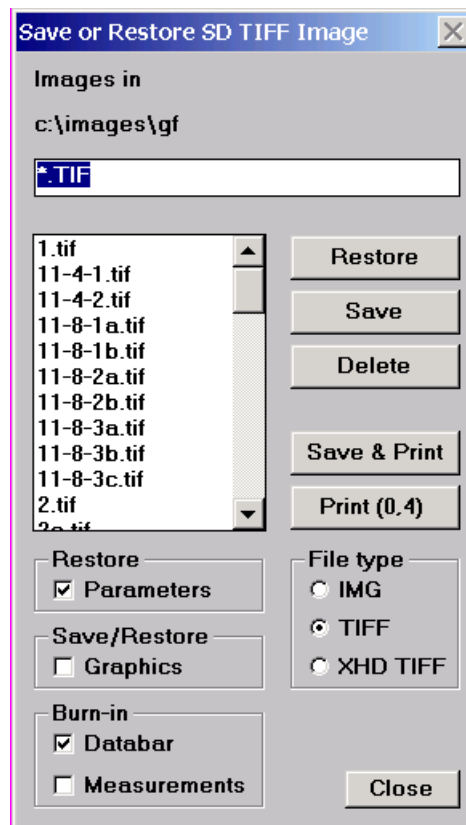 Save or Restore SD TIFF Image
Images in
c:\images\gf
*.TIF
1.tif
11-4-1.tif
11-4-2.tif
11-8-1a.tif
11-8-1b.tif
11-8-2a.tif
11-8-2b.tif
11-8-3a.tif
11-8-3b.tif
11-8-3c.tif
2.tif
Restore
Save
Delete
Save & Print
Print (0,4)
Restore
Parameters
Save/Restore
Graphics
Burn-in
Databar
Measurements
File type
IMG
TIFF
XHD TIFF
Close